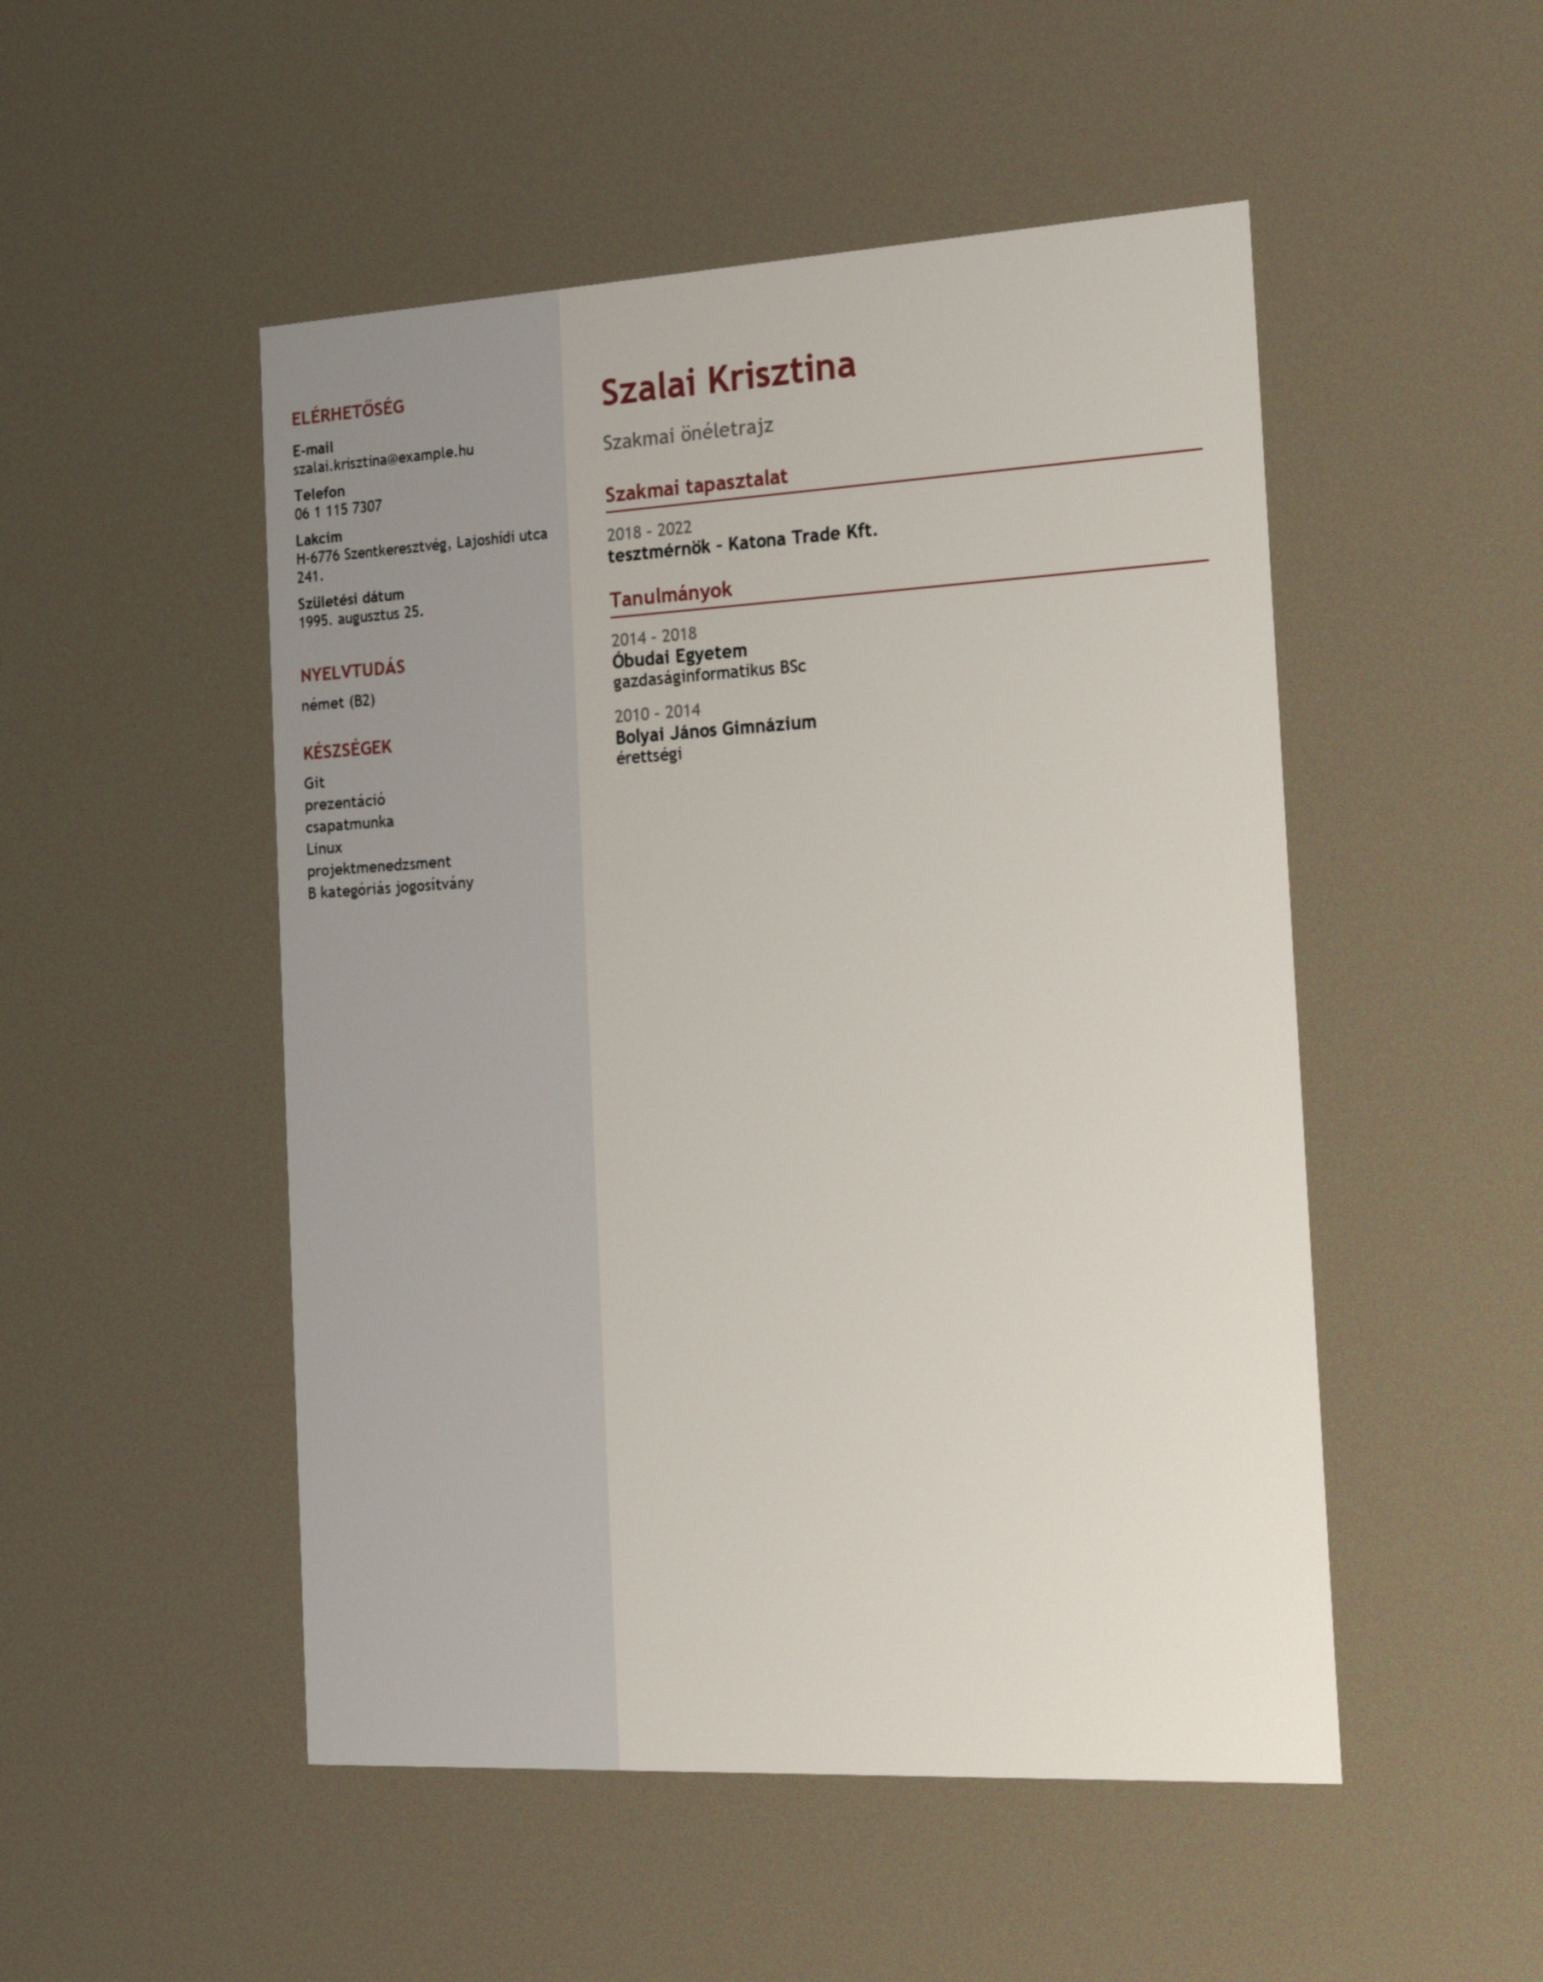 ELÉRHETŐSÉG
E-mail
szalai.krisztina@example.hu
Telefon
06 1 115 7307
Lakcím
H-6776 Szentkeresztvég, Lajoshídi utca
241.
Születési dátum
1995. augusztus 25.
NYELVTUDÁS
német (B2)
KÉSZSÉGEK
Git
prezentáció
csapatmunka
Linux
projektmenedzsment
B kategóriás jogosítvány
Szalai Krisztina
Szakmai önéletrajz
Szakmai tapasztalat
2018 - 2022
tesztmérnök - Katona Trade Kft.
Tanulmányok
2014 - 2018
Óbudai Egyetem
gazdaságinformatikus BSc
2010 - 2014
Bolyai János Gimnázium
érettségi